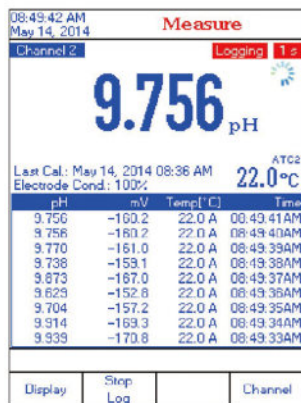 08:49:42 AM
May 14, 2014
Measure
Channel 2
Logging 1 s
9.756 pH
ATC2
Last Cal.: May 14, 2014 08:36 AM
Electrode Cond.: 100%
22.0°C
pH mV Temp[°C] Time
9.756 -160.2 22.0 A 08:49:41AM
9.756 -160.2 22.0 A 08:49:40AM
9.770 -161.0 22.0 A 08:49:39AM
9.738 -159.1 22.0 A 08:49:38AM
9.873 -167.0 22.0 A 08:49:37AM
9.629 -152.8 22.0 A 08:49:36AM
9.704 -157.2 22.0 A 08:49:35AM
9.914 -169.3 22.0 A 08:49:34AM
9.939 -170.8 22.0 A 08:49:33AM
Display
Stop
Log
Channel